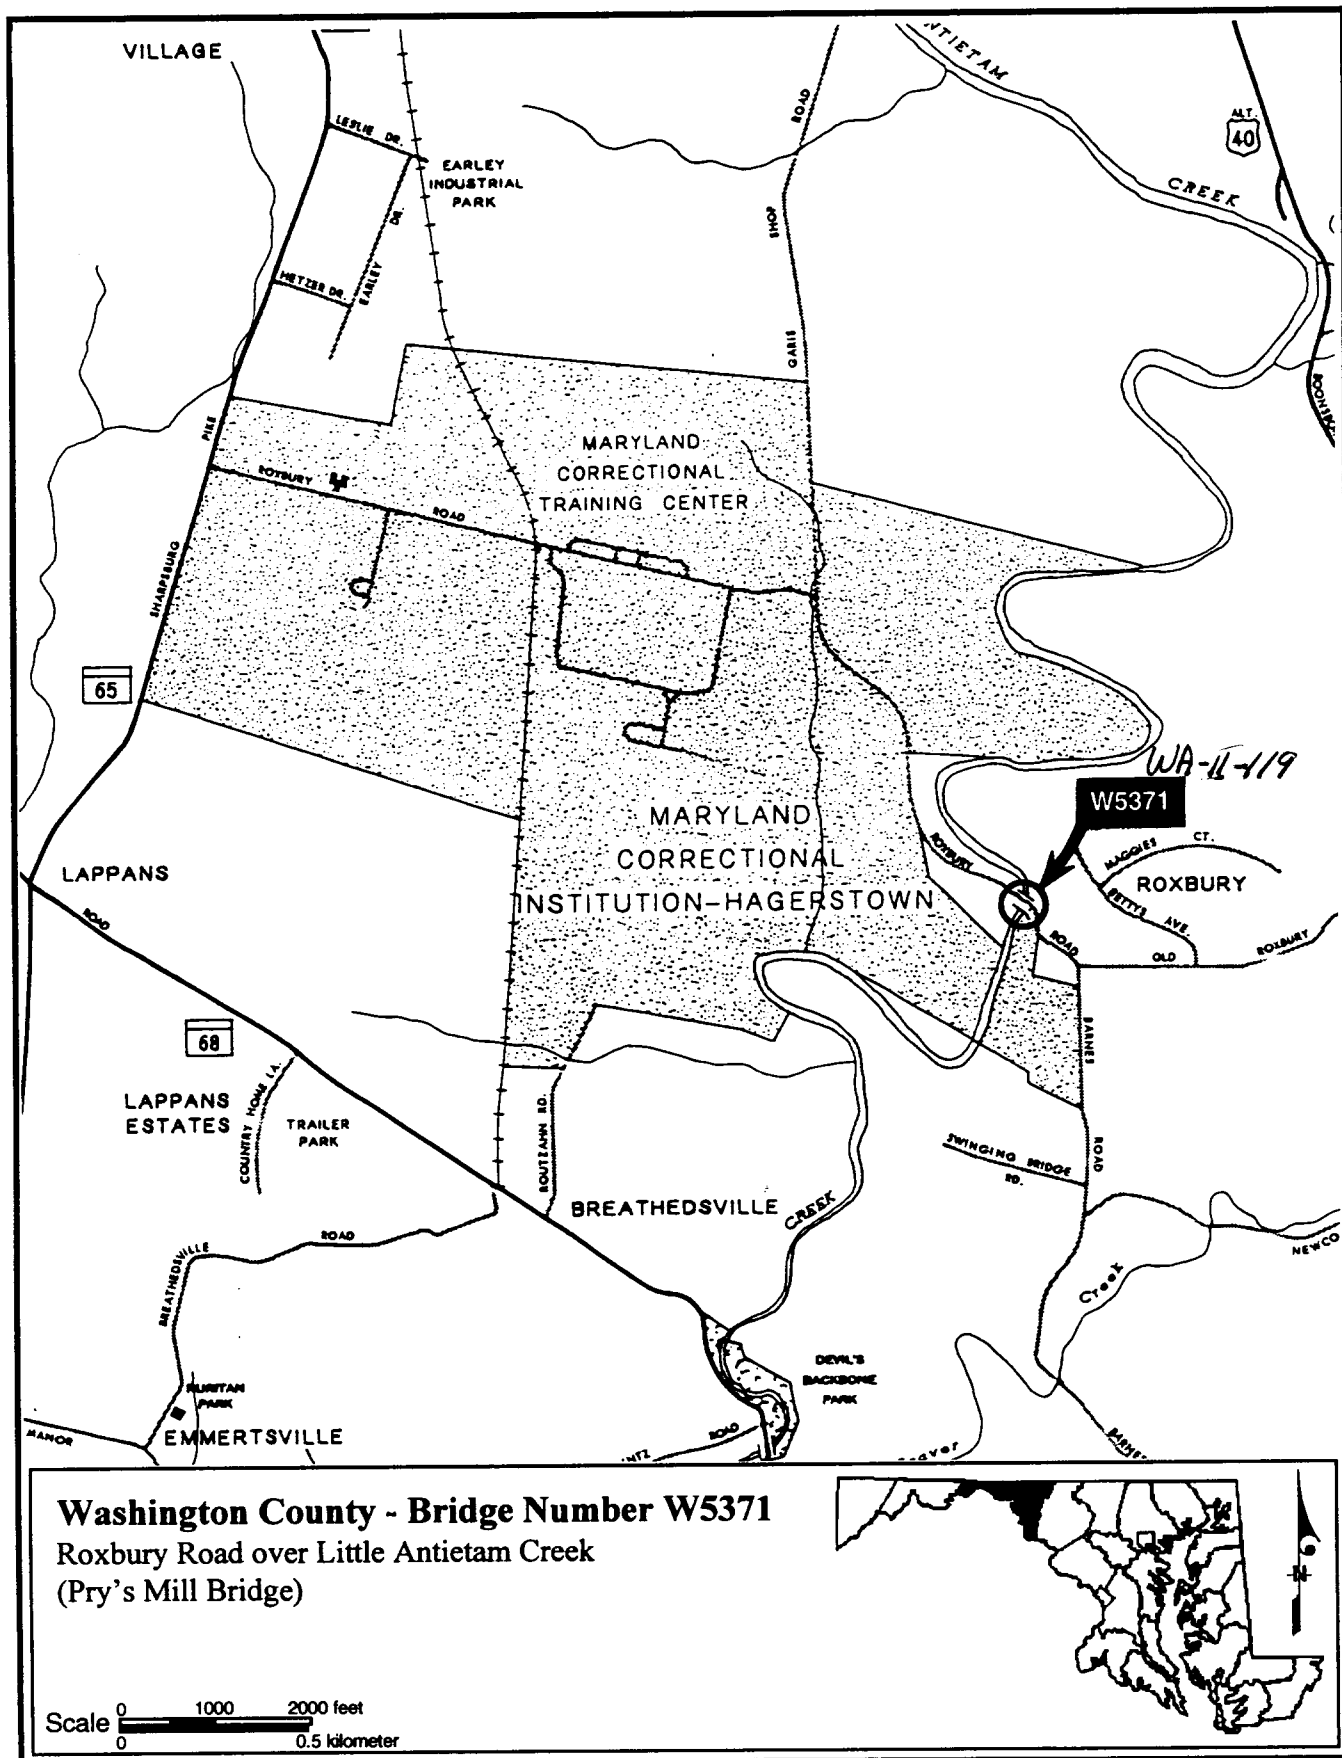 VILLAGE
LESLIE DR.
EARLEY
INDUSTRIAL
PARK
EARLEY DR.
HETZER DR.
ANTIETAM
CREEK
ALT.
40
GARIS SHOP ROAD
SHARPSBURG PIKE
ROXBURY ROAD
MARYLAND
CORRECTIONAL
TRAINING CENTER
65
WA-II-119
W5371
MARYLAND
CORRECTIONAL
INSTITUTION-HAGERSTOWN
ROXBURY ROAD
MAGGIES CT.
ROXBURY
BETTYS AVE.
OLD ROXBURY
LAPPANS
ROAD
68
LAPPANS
ESTATES
COUNTRY HOME LA.
TRAILER
PARK
BOUTZAHN RD.
BARNES ROAD
SWINGING BRIDGE
RD.
BREATHEDSVILLE
CREEK
BREATHEDSVILLE ROAD
NEWCO
Creek
DEVIL'S
BACKBONE
PARK
RURITAN
PARK
MANOR
EMMERTSVILLE
NTZ ROAD
eaver
BARNES
Washington County - Bridge Number W5371
Roxbury Road over Little Antietam Creek
(Pry's Mill Bridge)
N
Scale
0 1000 2000 feet
0 0.5 kilometer